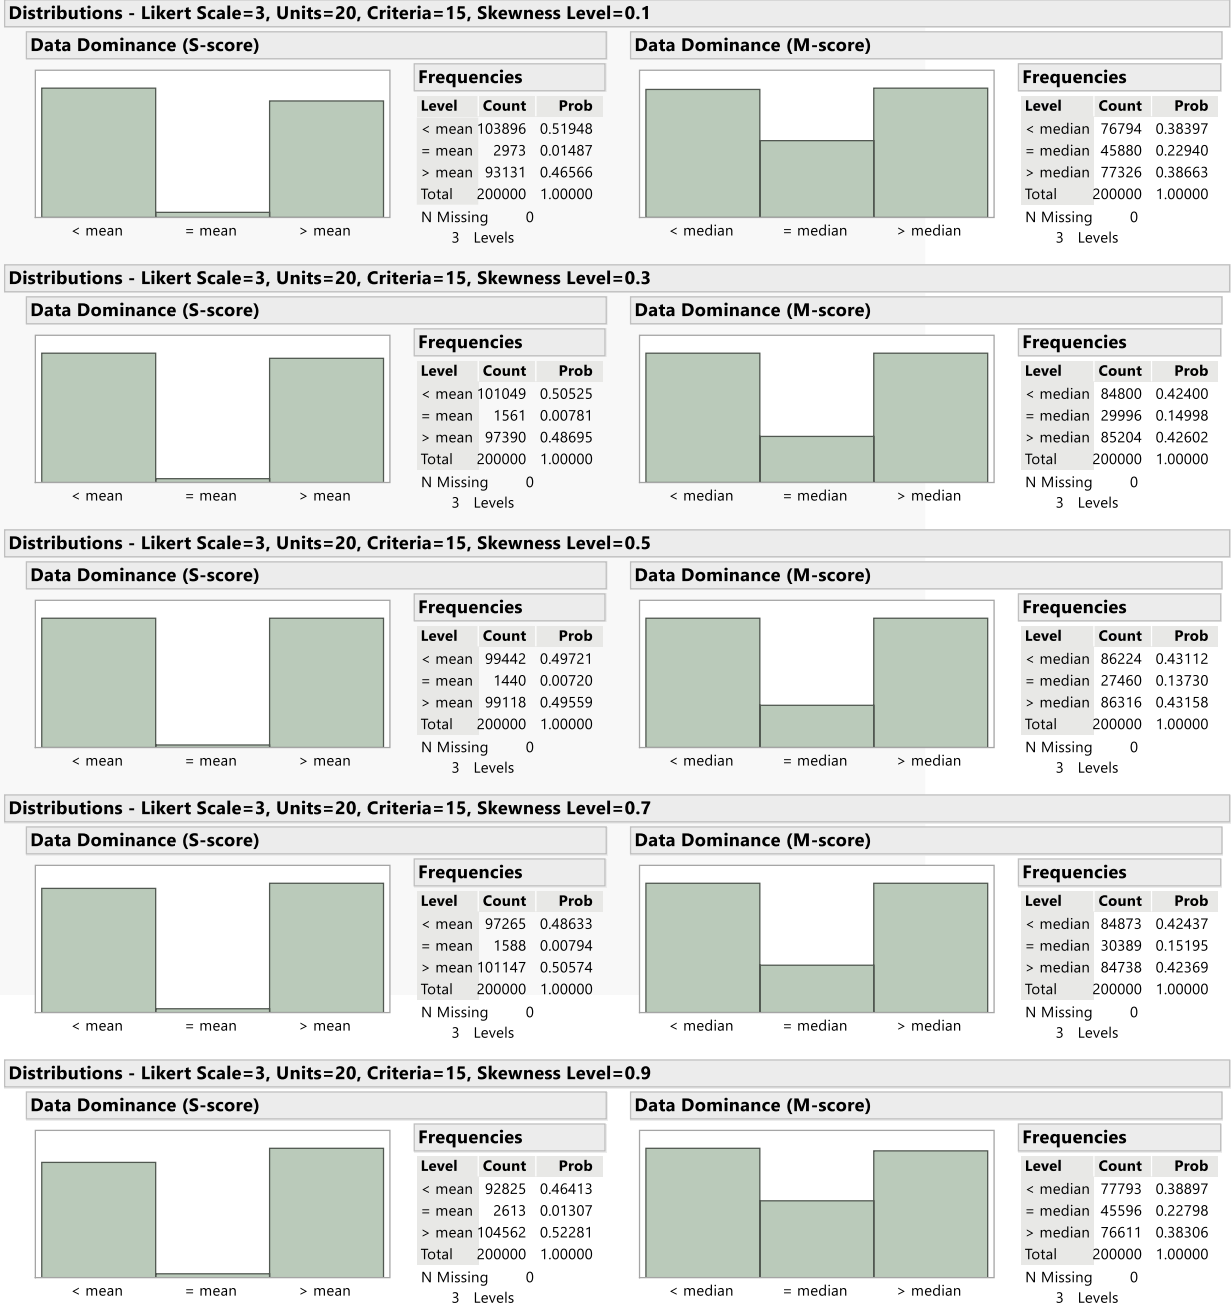 Distributions - Likert Scale=3, Units=20, Criteria=15, Skewness Level=0.1
Data Dominance (S-score)
< mean = mean > mean
Frequencies
Level Count Prob
< mean 103896 0.51948
= mean 2973 0.01487
> mean 93131 0.46566
Total 200000 1.00000
N Missing 0
3 Levels
Data Dominance (M-score)
< median = median > median
Frequencies
Level Count Prob
< median 76794 0.38397
= median 45880 0.22940
> median 77326 0.38663
Total 200000 1.00000
N Missing 0
3 Levels
Distributions - Likert Scale=3, Units=20, Criteria=15, Skewness Level=0.3
Data Dominance (S-score)
< mean = mean > mean
Frequencies
Level Count Prob
< mean 101049 0.50525
= mean 1561 0.00781
> mean 97390 0.48695
Total 200000 1.00000
N Missing 0
3 Levels
Data Dominance (M-score)
< median = median > median
Frequencies
Level Count Prob
< median 84800 0.42400
= median 29996 0.14998
> median 85204 0.42602
Total 200000 1.00000
N Missing 0
3 Levels
Distributions - Likert Scale=3, Units=20, Criteria=15, Skewness Level=0.5
Data Dominance (S-score)
< mean = mean > mean
Frequencies
Level Count Prob
< mean 99442 0.49721
= mean 1440 0.00720
> mean 99118 0.49559
Total 200000 1.00000
N Missing 0
3 Levels
Data Dominance (M-score)
< median = median > median
Frequencies
Level Count Prob
< median 86224 0.43112
= median 27460 0.13730
> median 86316 0.43158
Total 200000 1.00000
N Missing 0
3 Levels
Distributions - Likert Scale=3, Units=20, Criteria=15, Skewness Level=0.7
Data Dominance (S-score)
< mean = mean > mean
Frequencies
Level Count Prob
< mean 97265 0.48633
= mean 1588 0.00794
> mean 101147 0.50574
Total 200000 1.00000
N Missing 0
3 Levels
Data Dominance (M-score)
< median = median > median
Frequencies
Level Count Prob
< median 84873 0.42437
= median 30389 0.15195
> median 84738 0.42369
Total 200000 1.00000
N Missing 0
3 Levels
Distributions - Likert Scale=3, Units=20, Criteria=15, Skewness Level=0.9
Data Dominance (S-score)
< mean = mean > mean
Frequencies
Level Count Prob
< mean 92825 0.46413
= mean 2613 0.01307
> mean 104562 0.52281
Total 200000 1.00000
N Missing 0
3 Levels
Data Dominance (M-score)
< median = median > median
Frequencies
Level Count Prob
< median 77793 0.38897
= median 45596 0.22798
> median 76611 0.38306
Total 200000 1.00000
N Missing 0
3 Levels